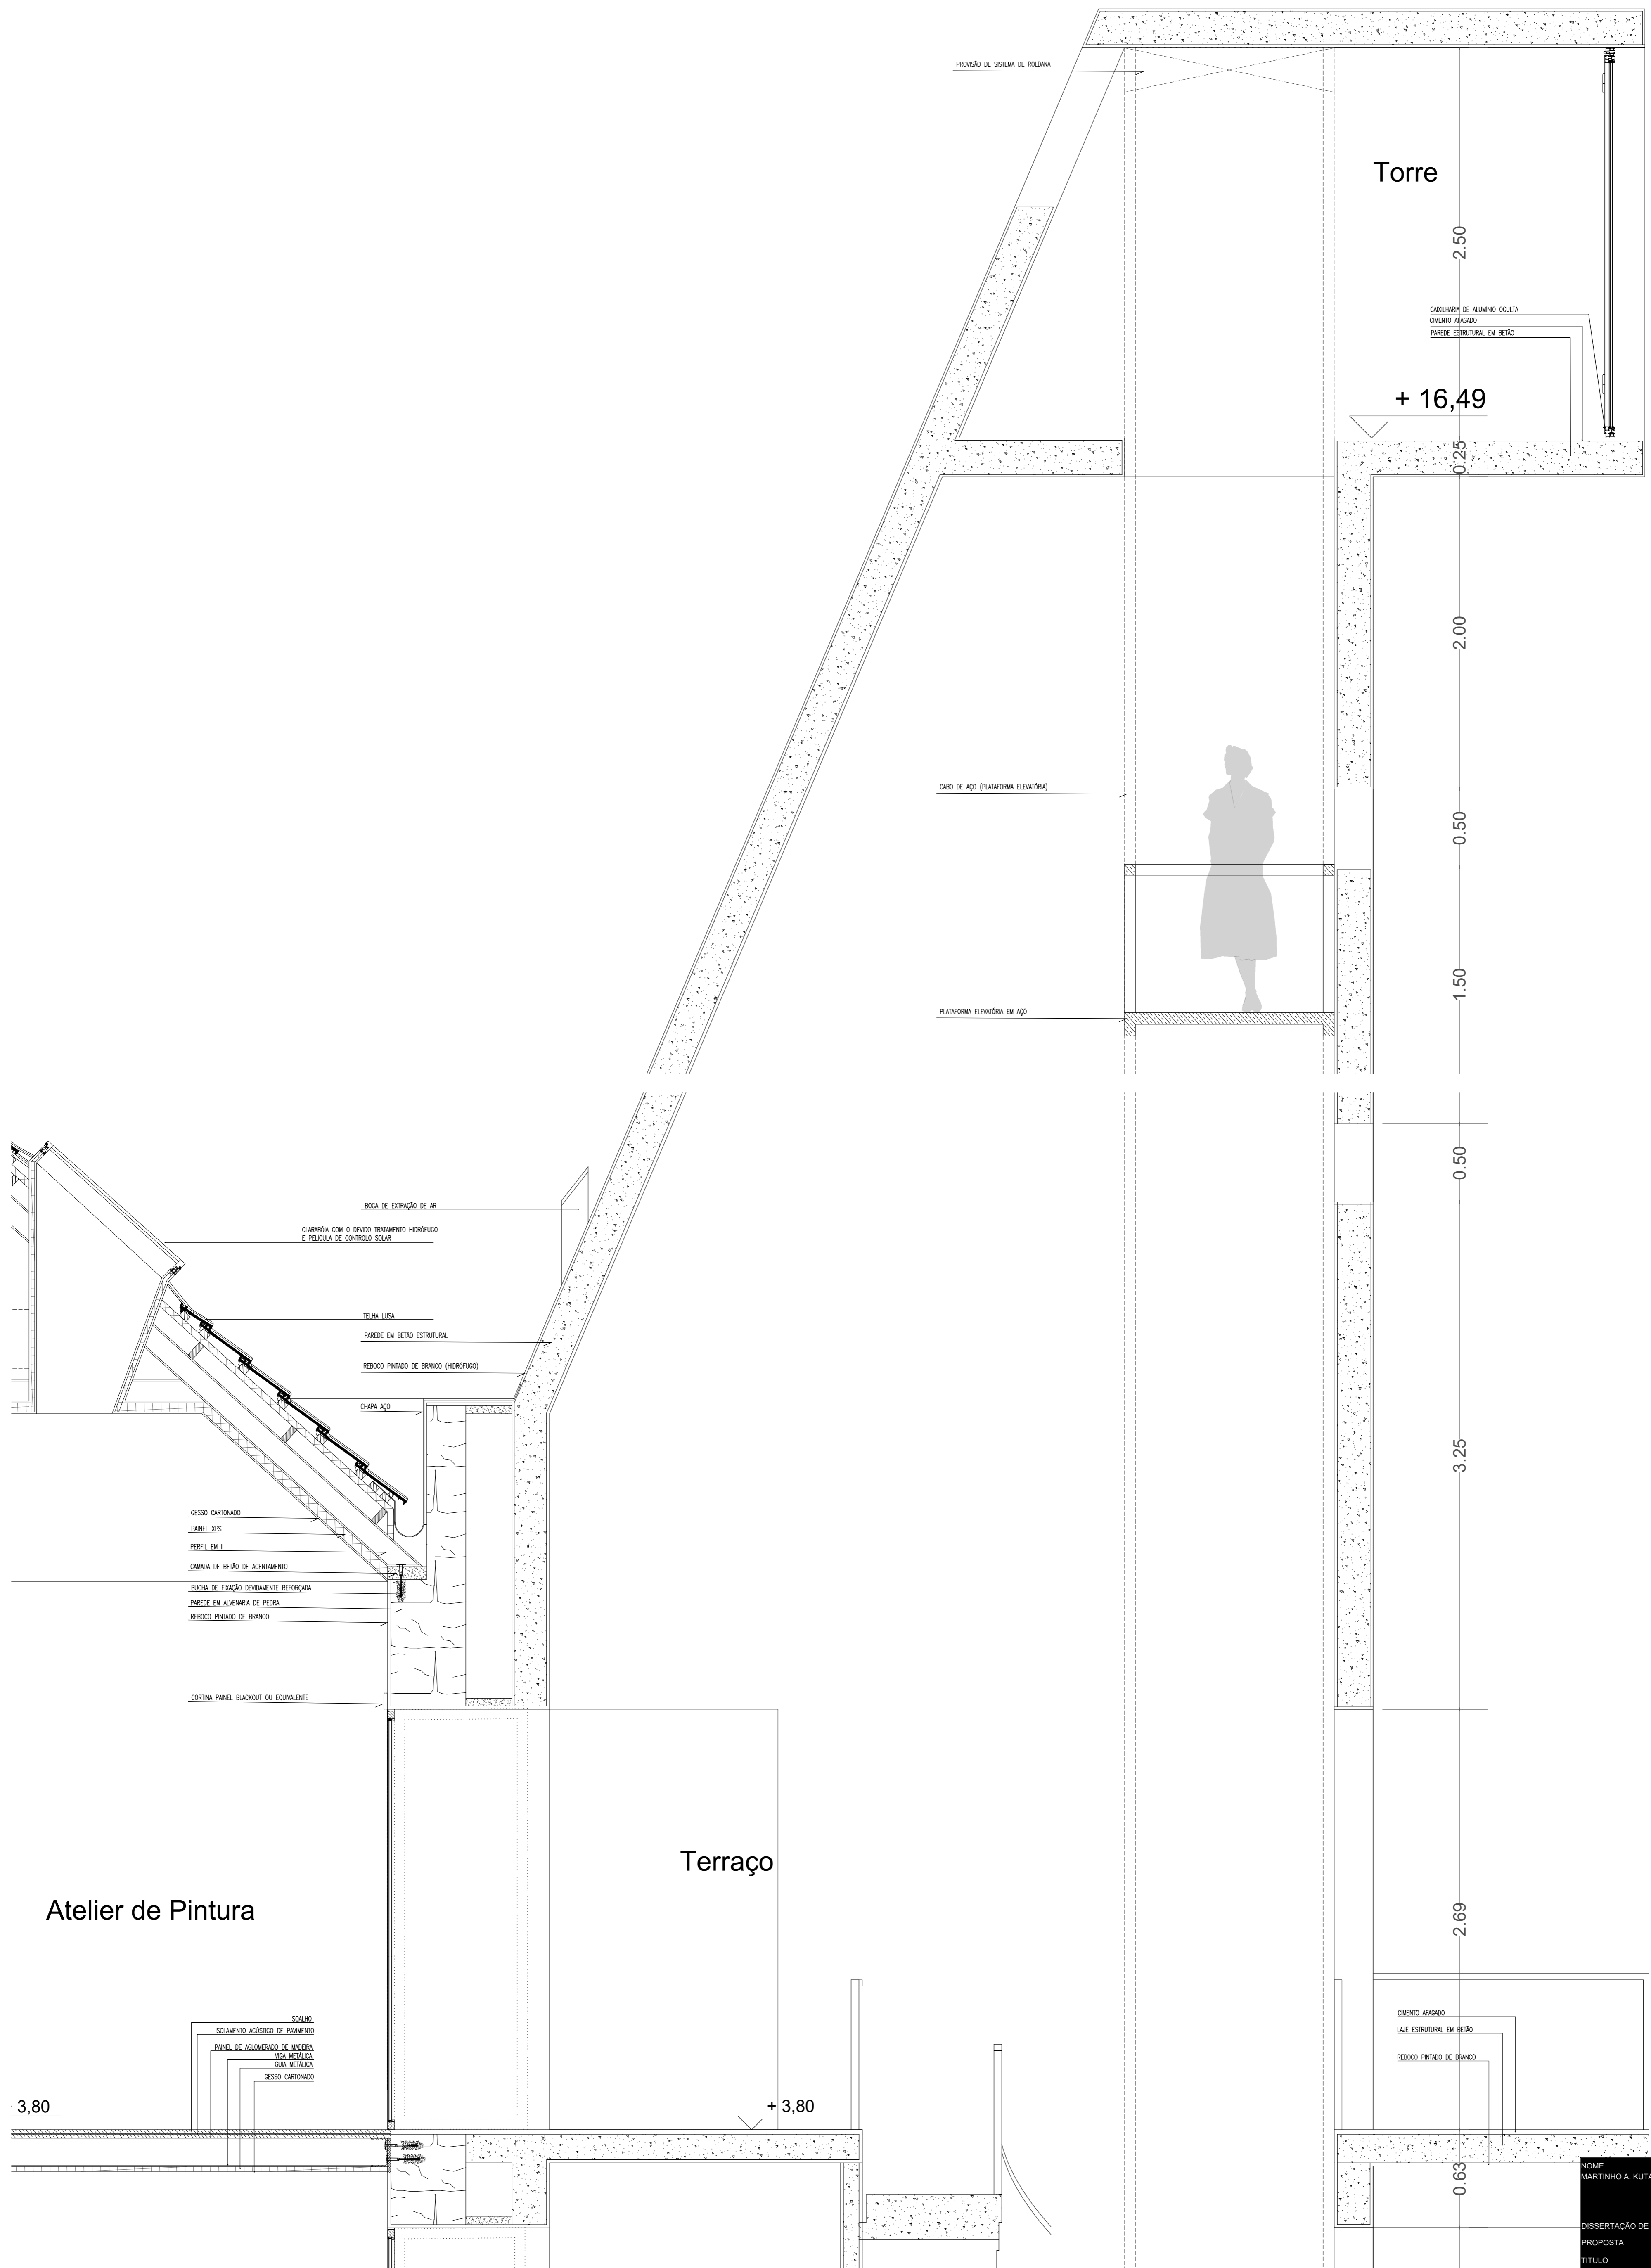 PROVISÃO DE SISTEMA DE ROLDANA
Torre
2.50
CAIXILHARIA DE ALUMÍNIO OCULTA
CIMENTO AFAGADO
PAREDE ESTRUTURAL EM BETÃO
+ 16,49
0.25
2.00
CABO DE AÇO (PLATAFORMA ELEVATÓRIA)
0.50
1.50
PLATAFORMA ELEVATÓRIA EM AÇO
0.50
BOCA DE EXTRAÇÃO DE AR
CLARABÓIA COM O DEVIDO TRATAMENTO HIDRÓFUGO
E PELÍCULA DE CONTROLO SOLAR
TELHA LUSA
PAREDE EM BETÃO ESTRUTURAL
REBOCO PINTADO DE BRANCO (HIDRÓFUGO)
CHAPA AÇO
3.25
GESSO CARTONADO
PAINEL XPS
PERFIL EM I
CAMADA DE BETÃO DE ACENTAMENTO
BUCHA DE FIXAÇÃO DEVIDAMENTE REFORÇADA
PAREDE EM ALVENARIA DE PEDRA
REBOCO PINTADO DE BRANCO
CORTINA PAINEL BLACKOUT OU EQUIVALENTE
Terraço
Atelier de Pintura
2.69
SOALHO
ISOLAMENTO ACÚSTICO DE PAVIMENTO
PAINEL DE AGLOMERADO DE MADEIRA
VIGA METÁLICA
GUIA METÁLICA
GESSO CARTONADO
CIMENTO AFAGADO
LAJE ESTRUTURAL EM BETÃO
REBOCO PINTADO DE BRANCO
3,80
+ 3,80
0.63
NOME
MARTINHO A. KUTA
DISSERTAÇÃO DE
PROPOSTA
TITULO